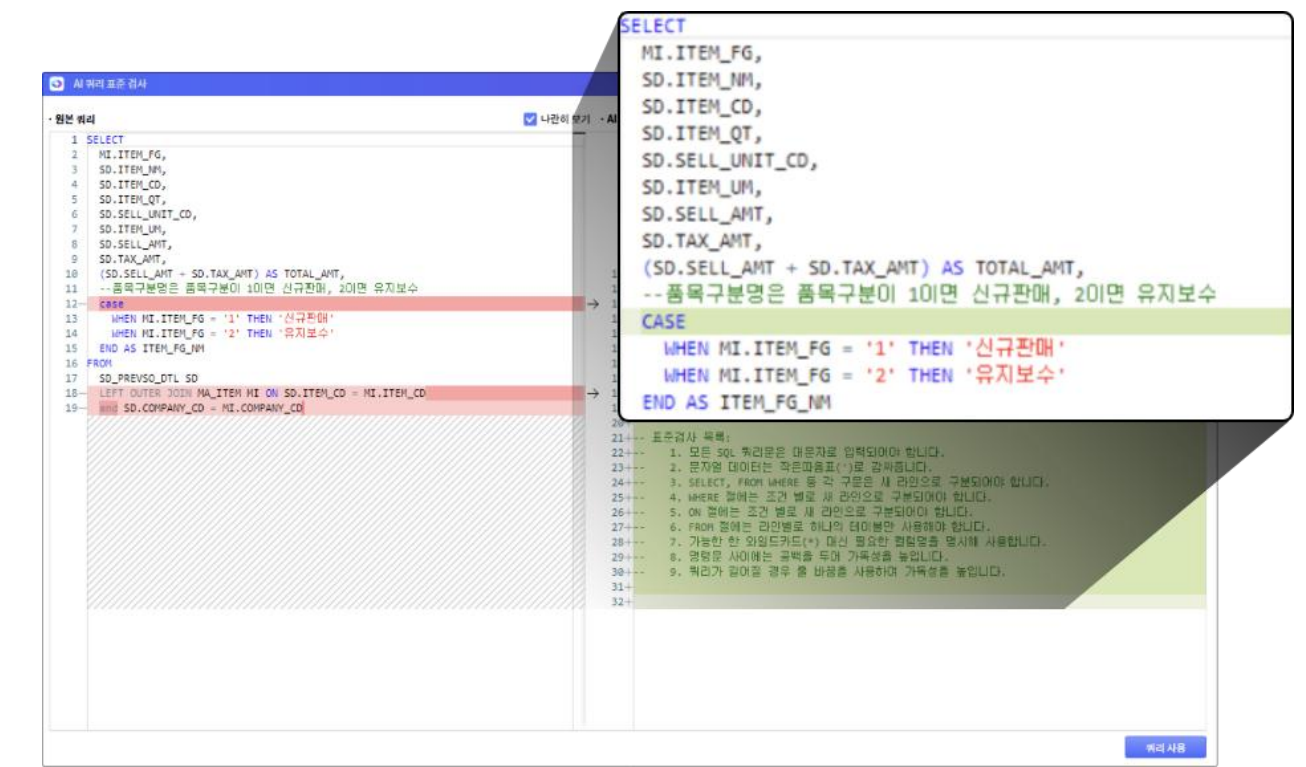 AI 쿼리 표준 검사
· 원본 쿼리
나란히 보기
· AI
1 SELECT
2 MI.ITEM_FG,
3 SD.ITEM_NM,
4 SD.ITEM_CD,
5 SD.ITEM_QT,
6 SD.SELL_UNIT_CD,
7 SD.ITEM_UM,
8 SD.SELL_AMT,
9 SD.TAX_AMT,
10 (SD.SELL_AMT + SD.TAX_AMT) AS TOTAL_AMT,
11 --품목구분명은 품목구분이 1이면 신규판매, 2이면 유지보수
12- case
13 WHEN MI.ITEM_FG = '1' THEN '신규판매'
14 WHEN MI.ITEM_FG = '2' THEN '유지보수'
15 END AS ITEM_FG_NM
16 FROM
17 SD_PREVSO_DTL SD
18- LEFT OUTER JOIN MA_ITEM MI ON SD.ITEM_CD = MI.ITEM_CD
19- and SD.COMPANY_CD = MI.COMPANY_CD
SELECT
MI.ITEM_FG,
SD.ITEM_NM,
SD.ITEM_CD,
SD.ITEM_QT,
SD.SELL_UNIT_CD,
SD.ITEM_UM,
SD.SELL_AMT,
SD.TAX_AMT,
(SD.SELL_AMT + SD.TAX_AMT) AS TOTAL_AMT,
--품목구분명은 품목구분이 1이면 신규판매, 2이면 유지보수
CASE
WHEN MI.ITEM_FG = '1' THEN '신규판매'
WHEN MI.ITEM_FG = '2' THEN '유지보수'
END AS ITEM_FG_NM
21+-- 표준검사 목록:
22+-- 1. 모든 SQL 쿼리문은 대문자로 입력되어야 합니다.
23+-- 2. 문자열 데이터는 작은따옴표(')로 감싸줍니다.
24+-- 3. SELECT, FROM WHERE 등 각 구문은 새 라인으로 구분되어야 합니다.
25+-- 4. WHERE 절에는 조건 별로 새 라인으로 구분되어야 합니다.
26+-- 5. ON 절에는 조건 별로 새 라인으로 구분되어야 합니다.
27+-- 6. FROM 절에는 라인별로 하나의 테이블만 사용해야 합니다.
28+-- 7. 가능한 한 와일드카드(*) 대신 필요한 컬럼명을 명시해 사용합니다.
29+-- 8. 명령문 사이에는 공백을 두어 가독성을 높입니다.
30+-- 9. 쿼리가 길어질 경우 줄 바꿈을 사용하여 가독성을 높입니다.
31+
32+
쿼리 사용